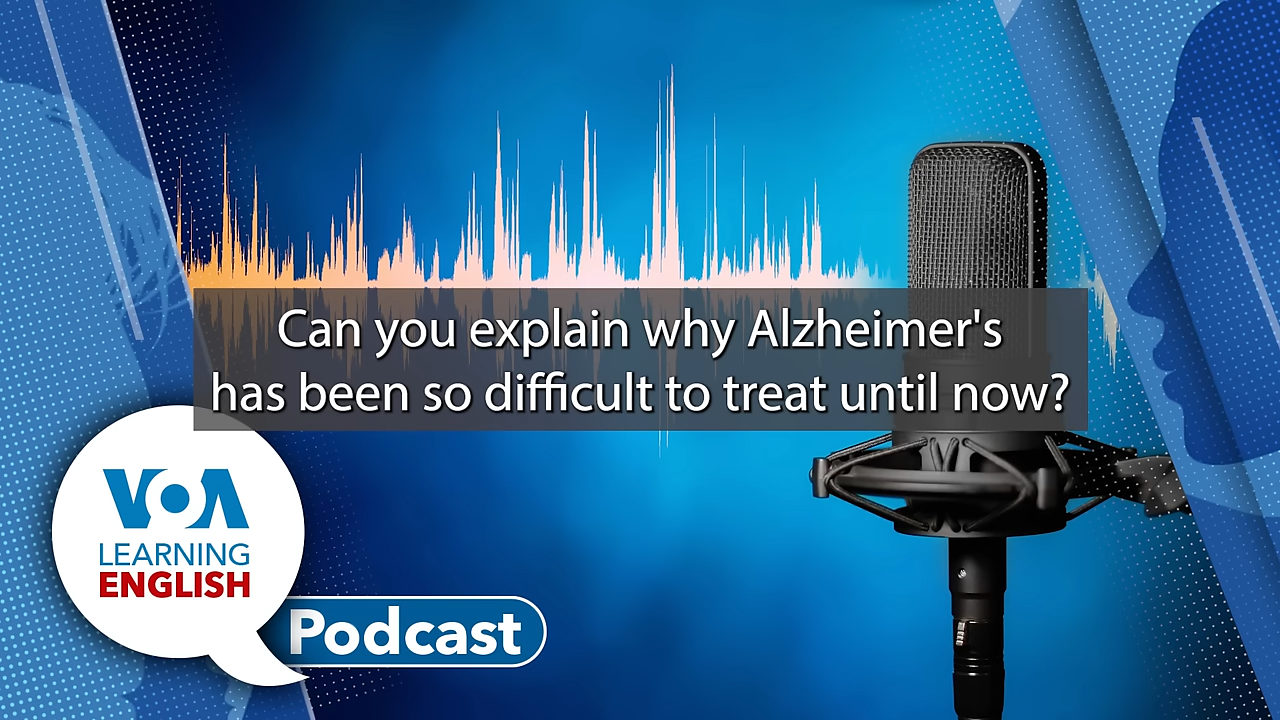 Can you explain why Alzheimer's
has been so difficult to treat until now?
VOA
LEARNING
ENGLISH
Podcast